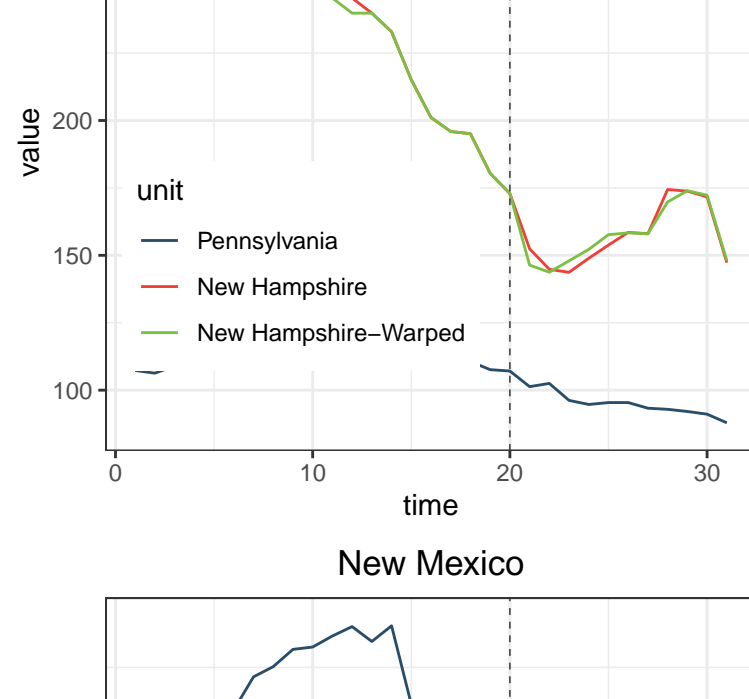 value
200
150
100
unit
Pennsylvania
New Hampshire
New Hampshire−Warped
0 10 20 30
time
New Mexico